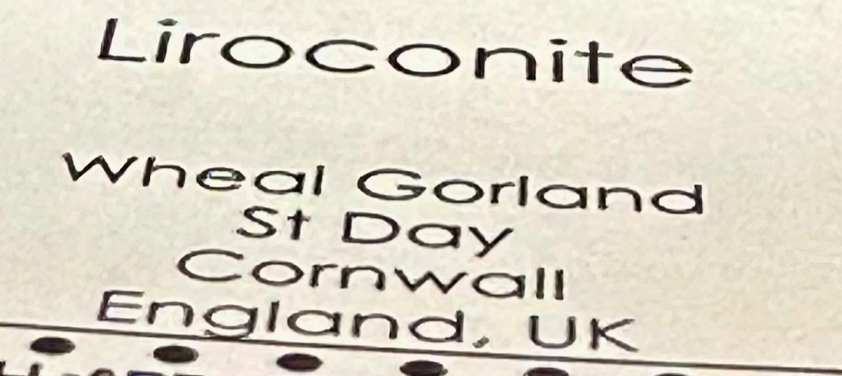 Liroconite
Wheal Gorland
St Day
Cornwall
England, UK